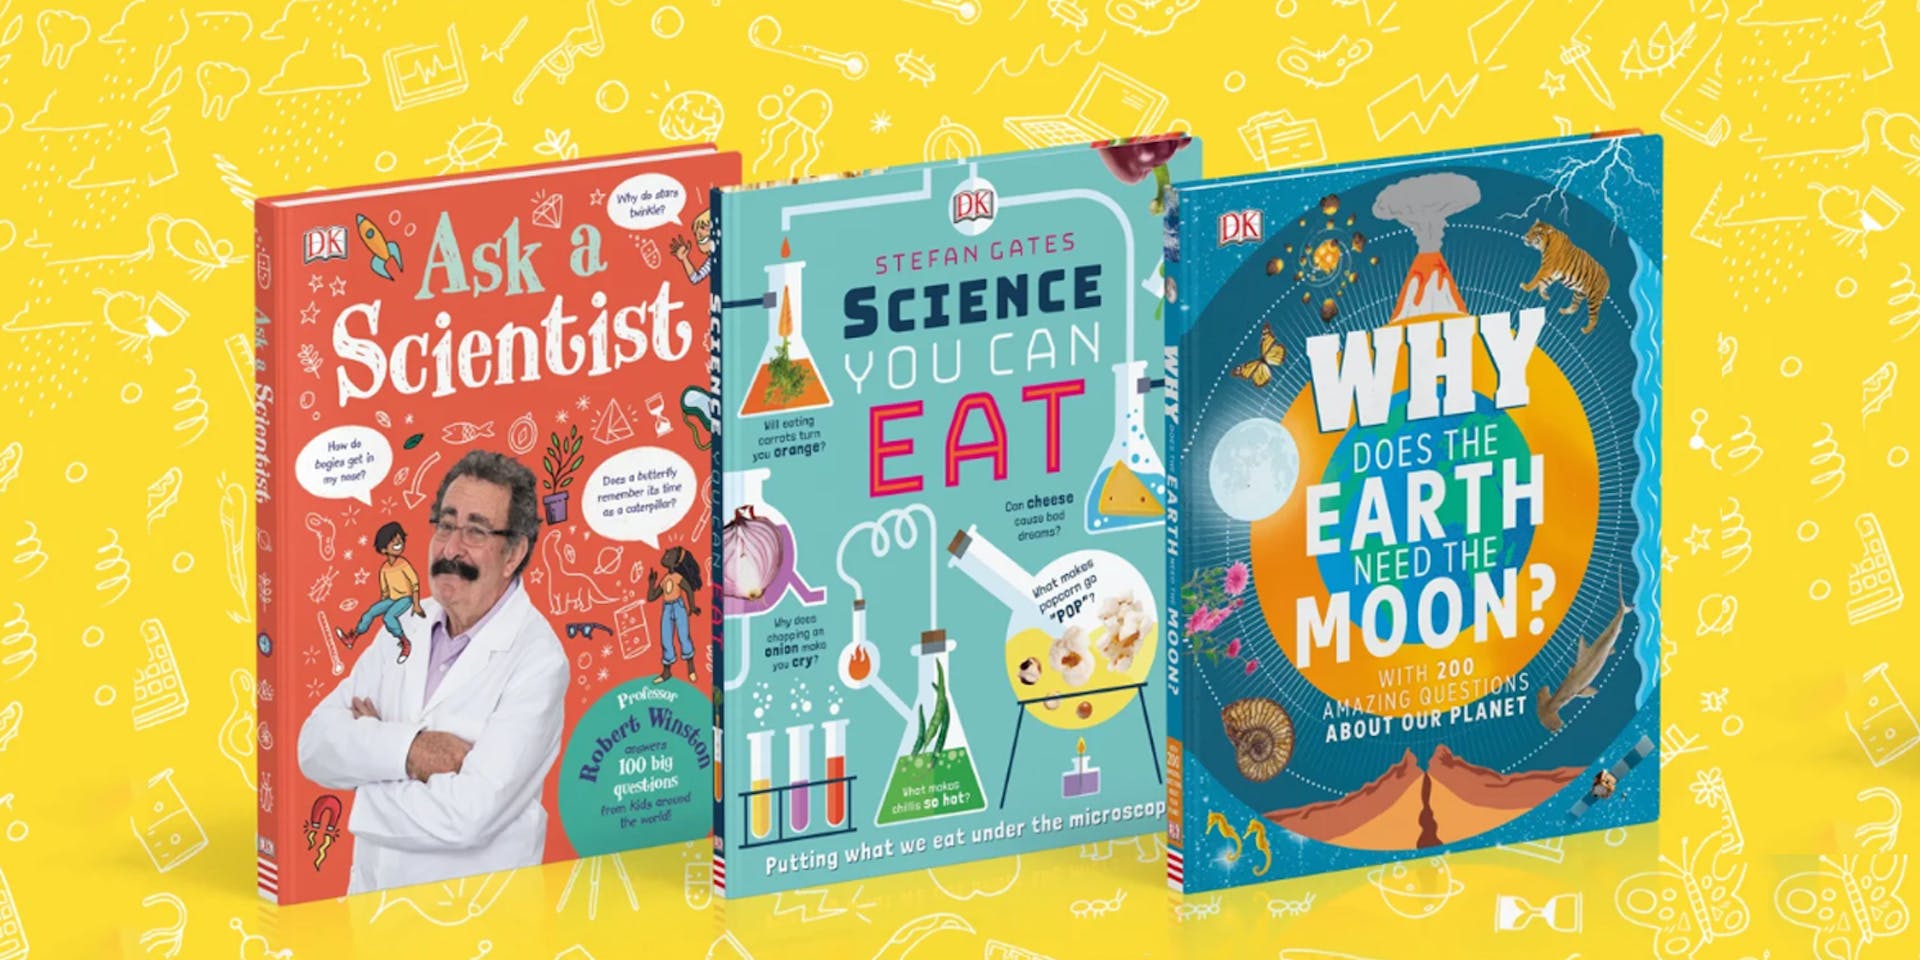 DK
Ask a
Scientist
Why do stars
twinkle?
How do
bogies get in
my nose?
Does a butterfly
remember its time
as a caterpillar?
Professor
Robert Winston
answers
100 big
questions
from kids around
the world!
Ask a Scientist
DK
DK
STEFAN GATES
SCIENCE
YOU CAN
EAT
Will eating
carrots turn
you orange?
Can cheese
cause bad
dreams?
What makes
popcorn go
"POP"?
Why does
chopping an
onion make
you cry?
What makes
chillis so hot?
Putting what we eat under the microscop
SCIENCE YOU CAN EAT
DK
WHY
DOES THE
EARTH
NEED THE
MOON?
WITH 200
AMAZING QUESTIONS
ABOUT OUR PLANET
WHY DOES THE EARTH NEED THE MOON?